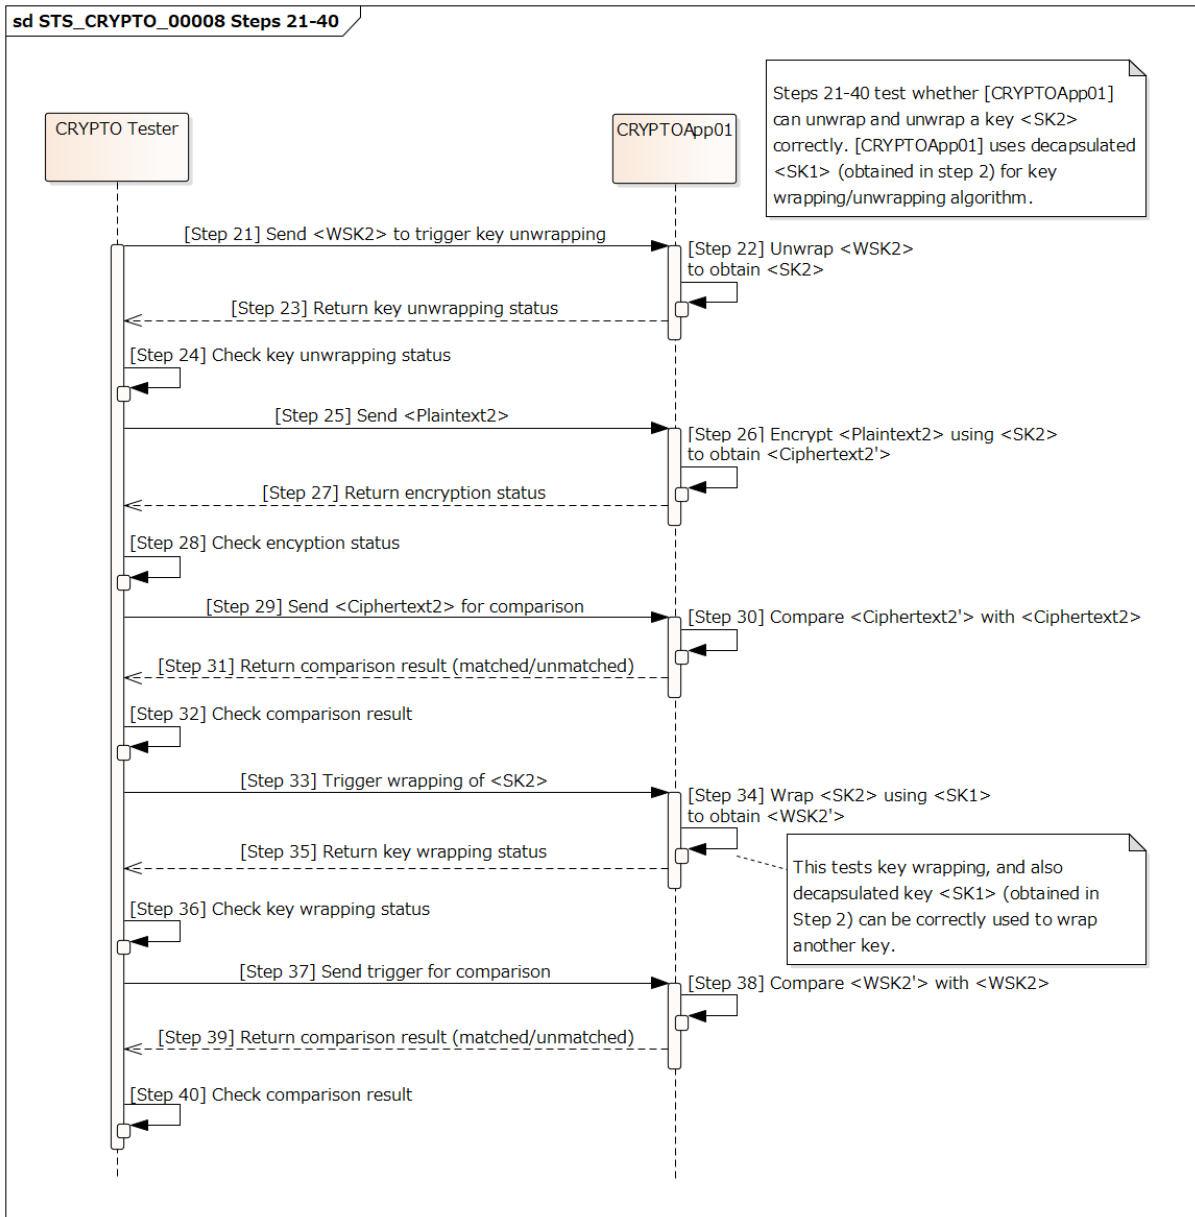 sd STS_CRYPTO_00008 Steps 21-40
Steps 21-40 test whether [CRYPTOApp01]
can unwrap and unwrap a key <SK2>
correctly. [CRYPTOApp01] uses decapsulated
<SK1> (obtained in step 2) for key
wrapping/unwrapping algorithm.
CRYPTO Tester
CRYPTOApp01
[Step 21] Send <WSK2> to trigger key unwrapping
[Step 22] Unwrap <WSK2>
to obtain <SK2>
[Step 23] Return key unwrapping status
[Step 24] Check key unwrapping status
[Step 25] Send <Plaintext2>
[Step 26] Encrypt <Plaintext2> using <SK2>
to obtain <Ciphertext2'>
[Step 27] Return encryption status
[Step 28] Check encyption status
[Step 29] Send <Ciphertext2> for comparison
[Step 30] Compare <Ciphertext2'> with <Ciphertext2>
[Step 31] Return comparison result (matched/unmatched)
[Step 32] Check comparison result
[Step 33] Trigger wrapping of <SK2>
[Step 34] Wrap <SK2> using <SK1>
to obtain <WSK2'>
[Step 35] Return key wrapping status
This tests key wrapping, and also
decapsulated key <SK1> (obtained in
Step 2) can be correctly used to wrap
another key.
[Step 36] Check key wrapping status
[Step 37] Send trigger for comparison
[Step 38] Compare <WSK2'> with <WSK2>
[Step 39] Return comparison result (matched/unmatched)
[Step 40] Check comparison result